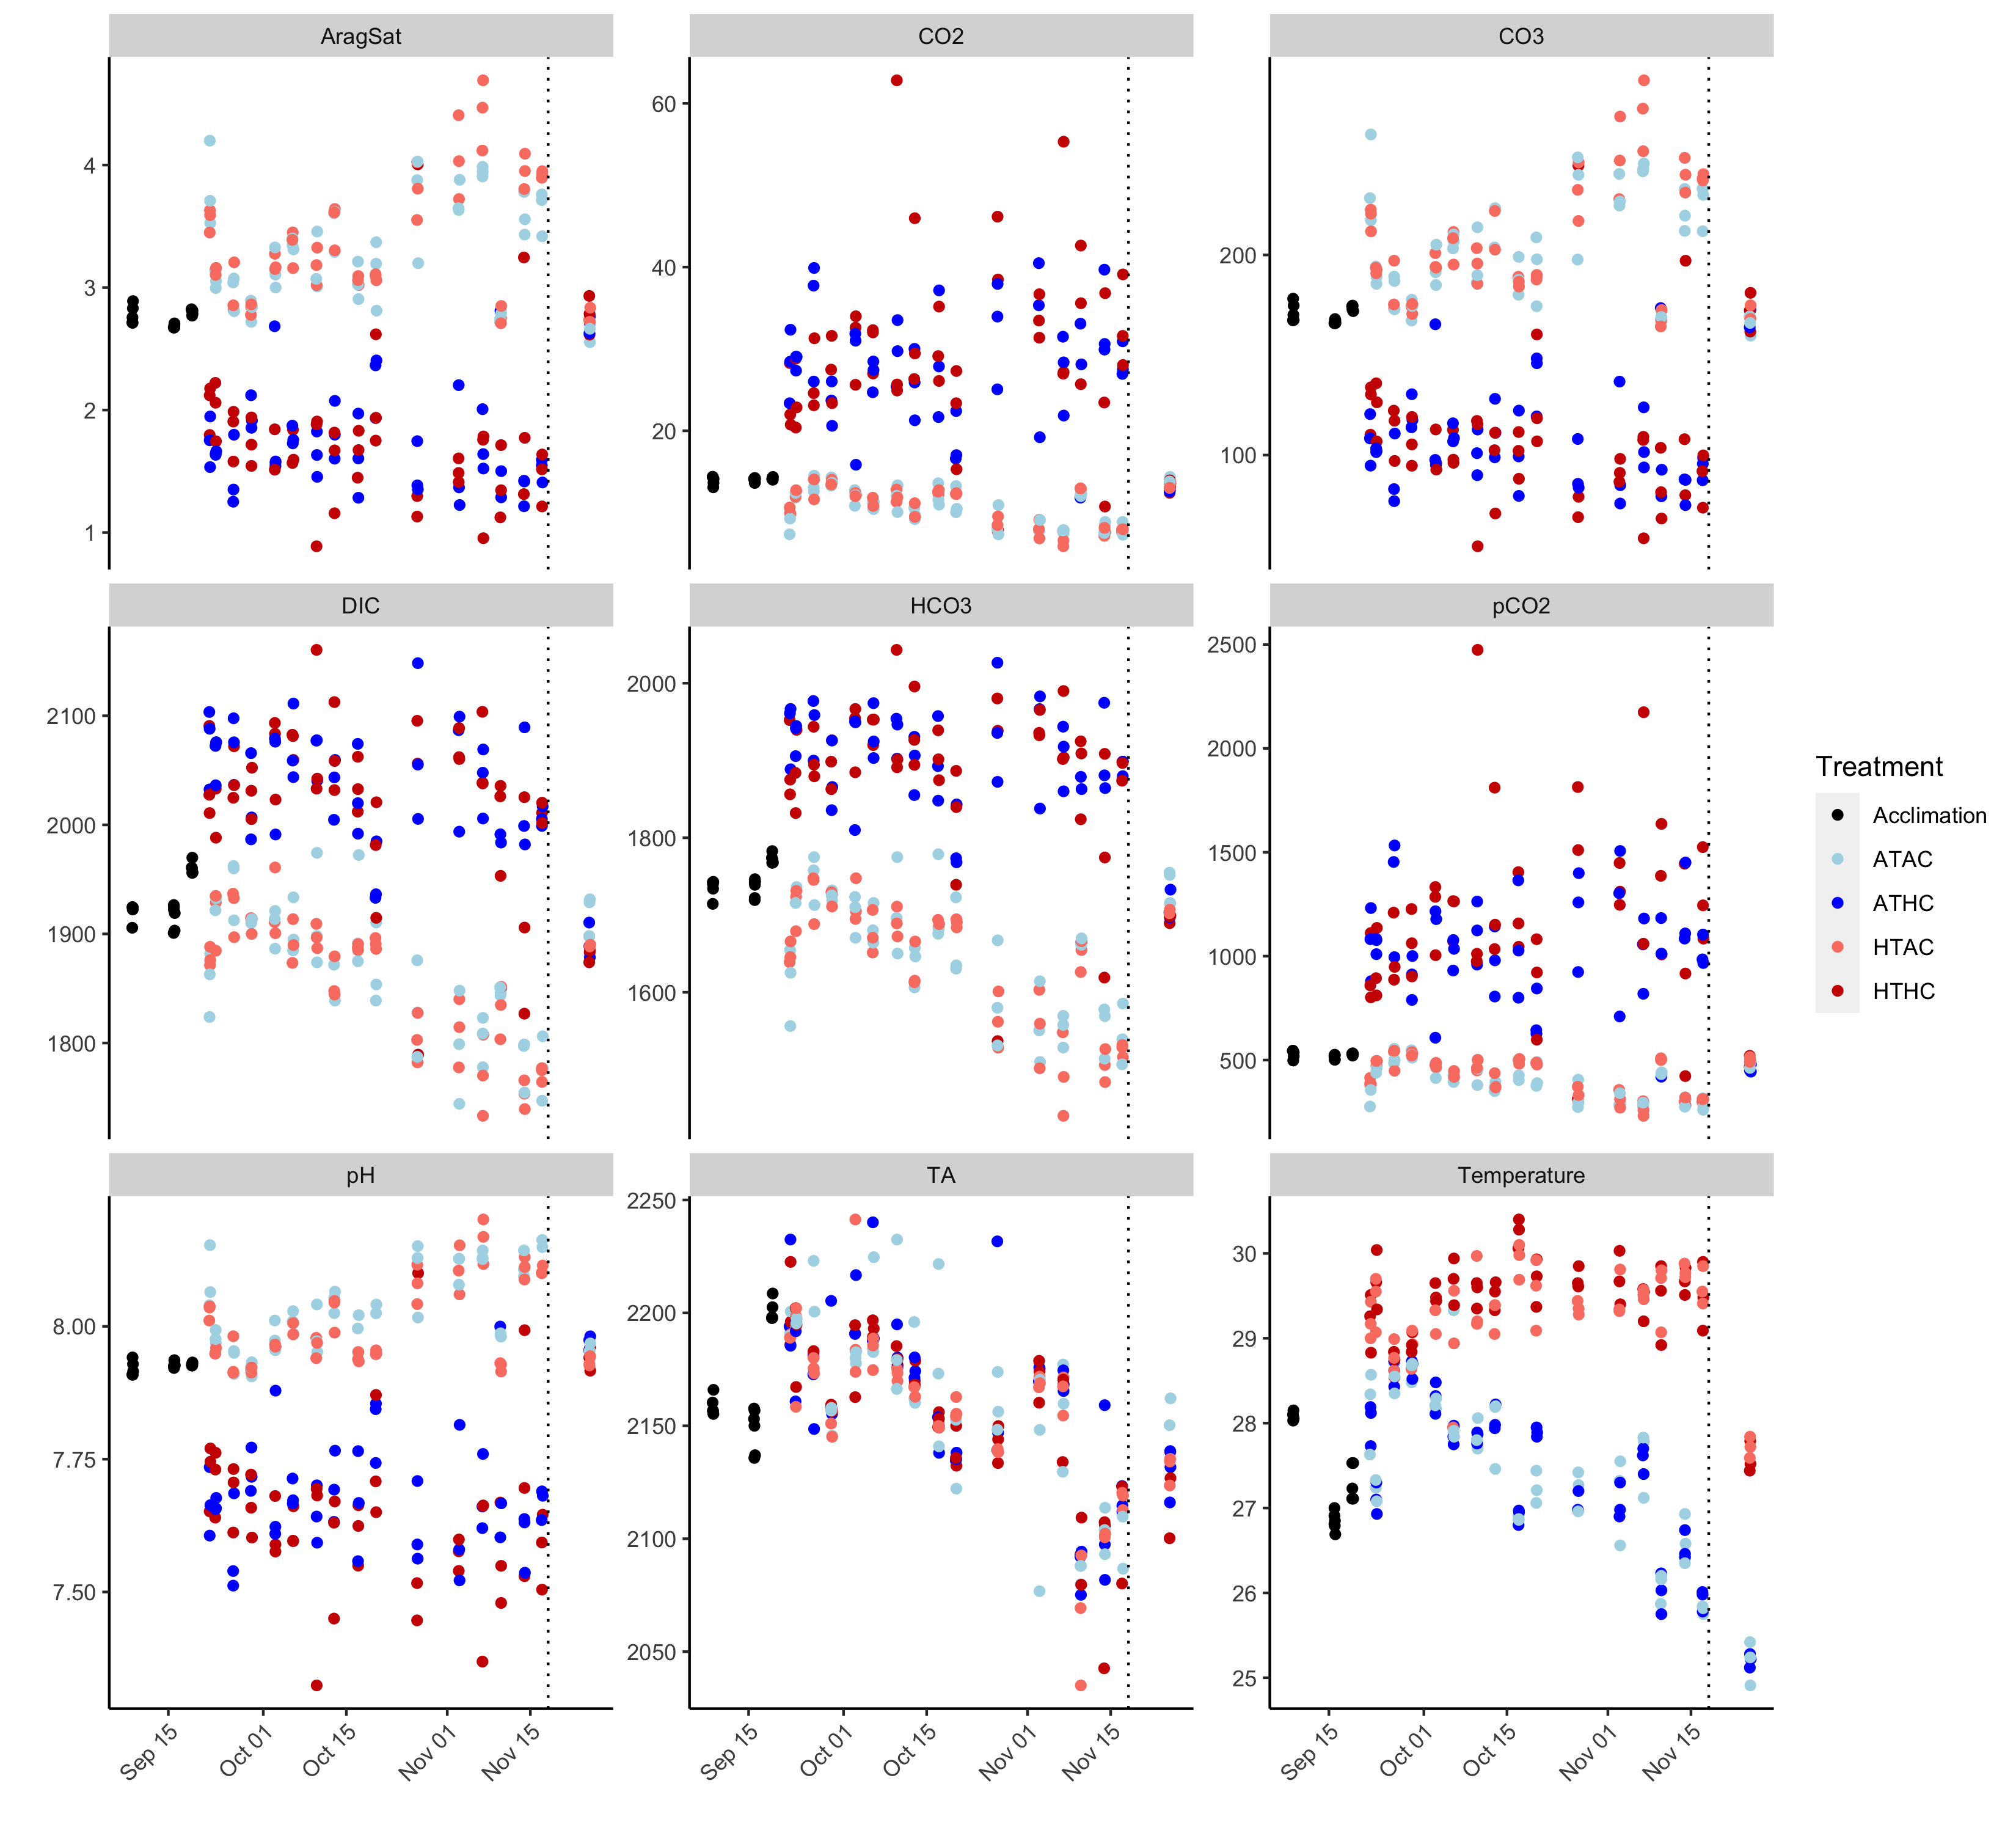 AragSat
CO2
CO3
4
3
2
1
60
40
20
200
100
DIC
HCO3
pCO2
2100
2000
1900
1800
2000
1800
1600
2500
2000
1500
1000
500
Treatment
Acclimation
ATAC
ATHC
HTAC
HTHC
pH
TA
Temperature
8.00
7.75
7.50
2250
2200
2150
2100
2050
30
29
28
27
26
25
Sep 15
Oct 01
Oct 15
Nov 01
Nov 15
Sep 15
Oct 01
Oct 15
Nov 01
Nov 15
Sep 15
Oct 01
Oct 15
Nov 01
Nov 15